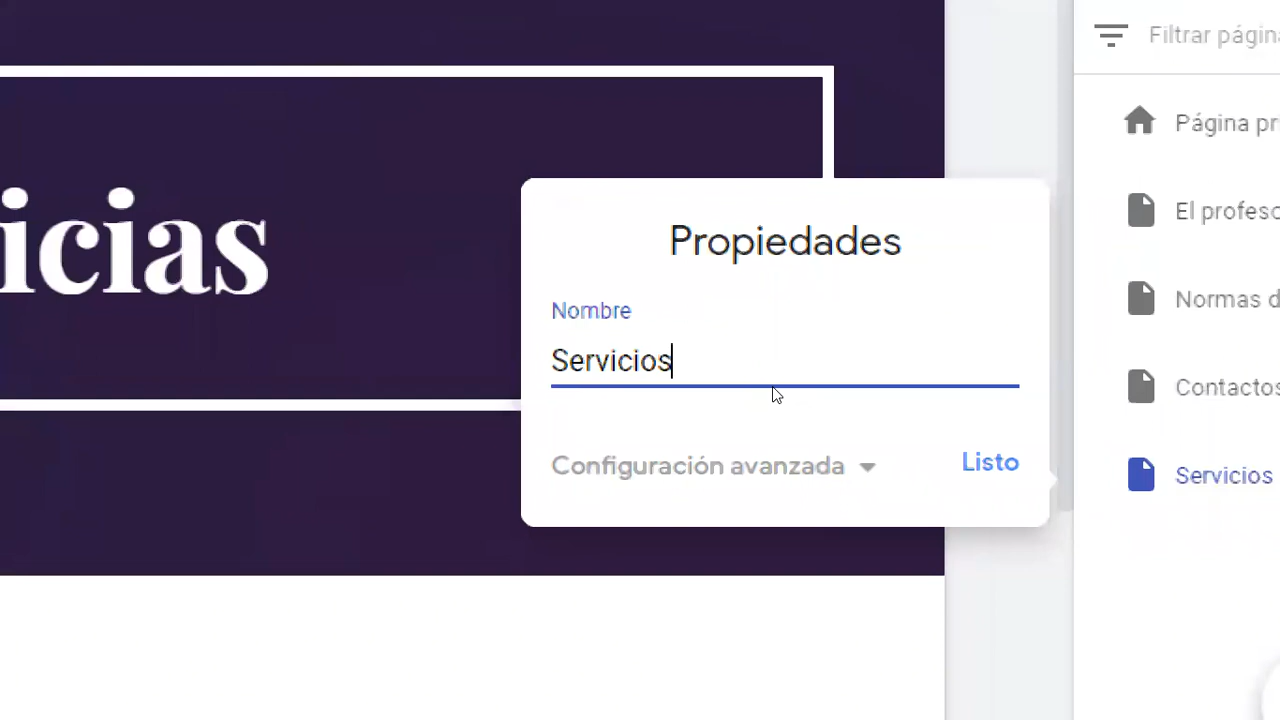 icias
Propiedades
Nombre
Servicios
Configuración avanzada
Listo
Filtrar págin
Página pr
El profeso
Normas d
Contactos
Servicios